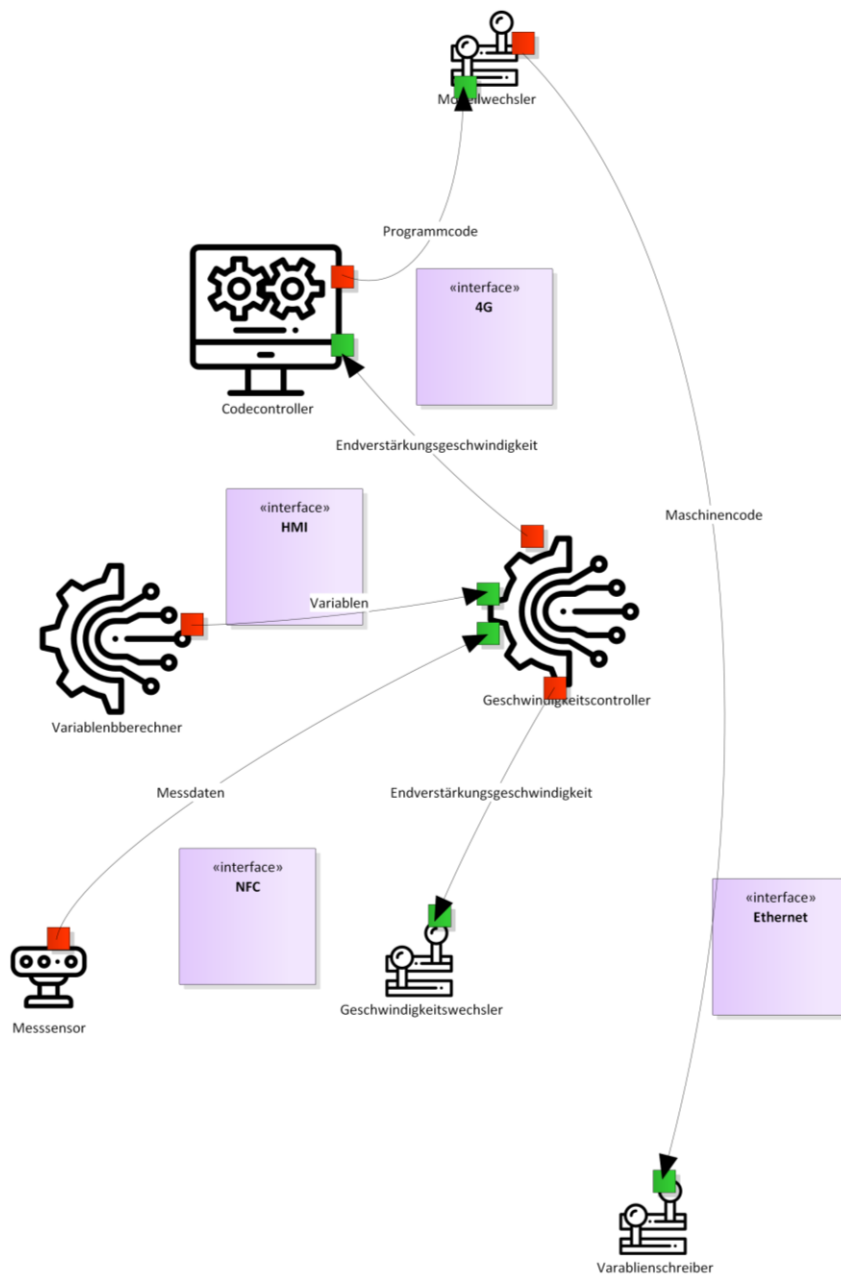 Modellwechsler
Programmcode
«interface»
4G
Codecontroller
Endverstärkungsgeschwindigkeit
«interface»
HMI
Maschinencode
Variablen
Geschwindigkeitscontroller
Variablenbberechner
Messdaten
Endverstärkungsgeschwindigkeit
«interface»
NFC
«interface»
Ethernet
Geschwindigkeitswechsler
Messsensor
Varablienschreiber